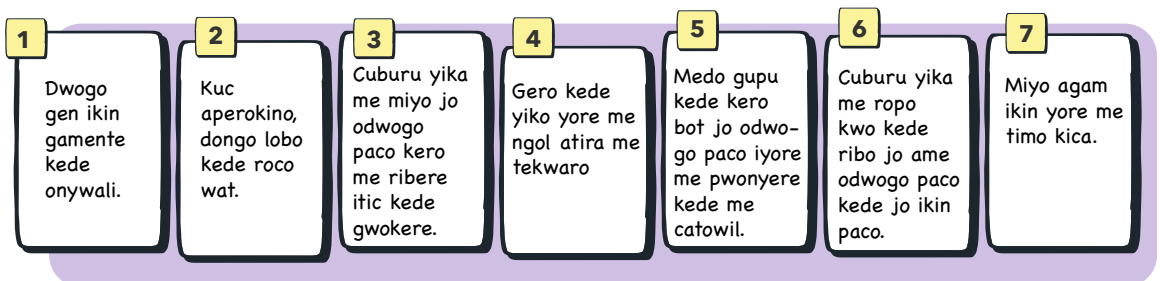 1
Dwogo
gen ikin
gamente
kede
onywali.
2
Kuc
aperokino,
dongo lobo
kede roco
wat.
3
Cuburu yika
me miyo jo
odwogo
paco kero
me ribere
itic kede
gwokere.
4
Gero kede
yiko yore me
ngol atira me
tekwaro
5
Medo gupu
kede kero
bot jo odwo-
go paco iyore
me pwonyere
kede me
catowil.
6
Cuburu yika
me ropo
kwo kede
ribo jo ame
odwogo paco
kede jo ikin
paco.
7
Miyo agam
ikin yore me
timo kica.